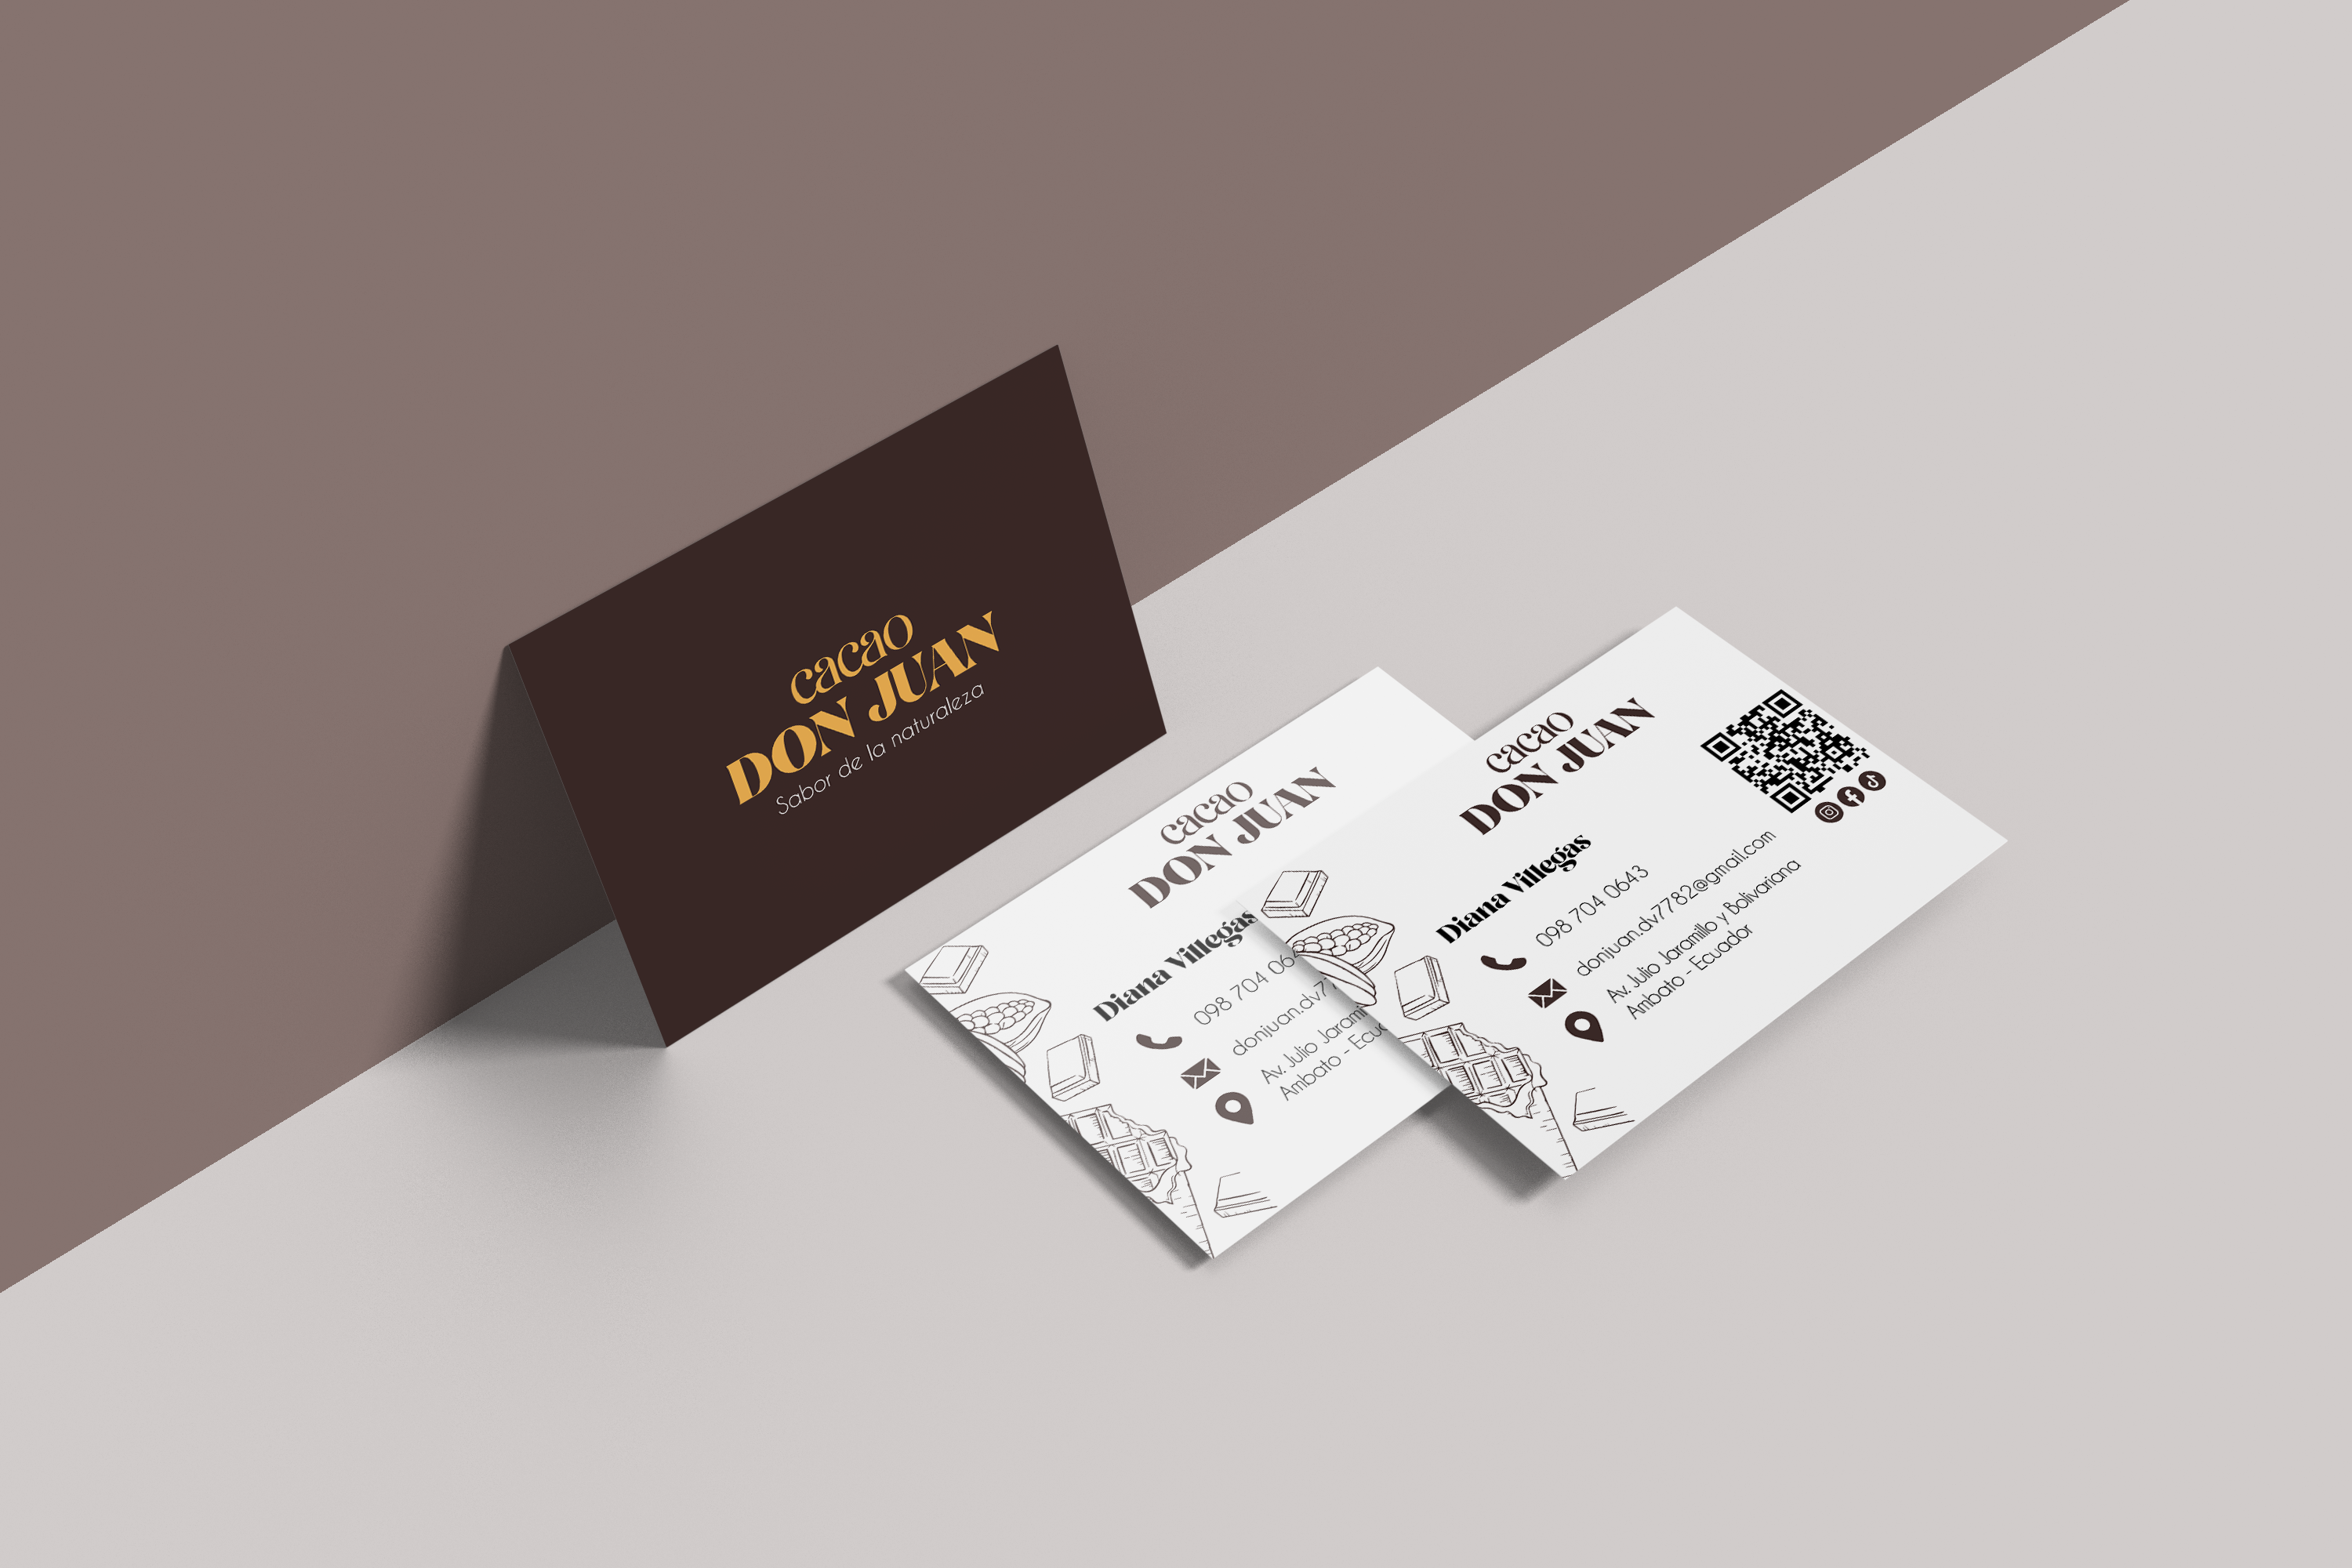 cacao
DON JUAN
Sabor de la naturaleza
cacao
DON JUAN
Diana Villegas
098 704 06
donjuan.dv7
Av. Julio Jarami
Ambato - Ecu
cacao
DON JUAN
Diana Villegas
098 704 0643
donjuan.dv7782@gmail.com
Av. Julio Jaramillo y Bolivariana
Ambato - Ecuador